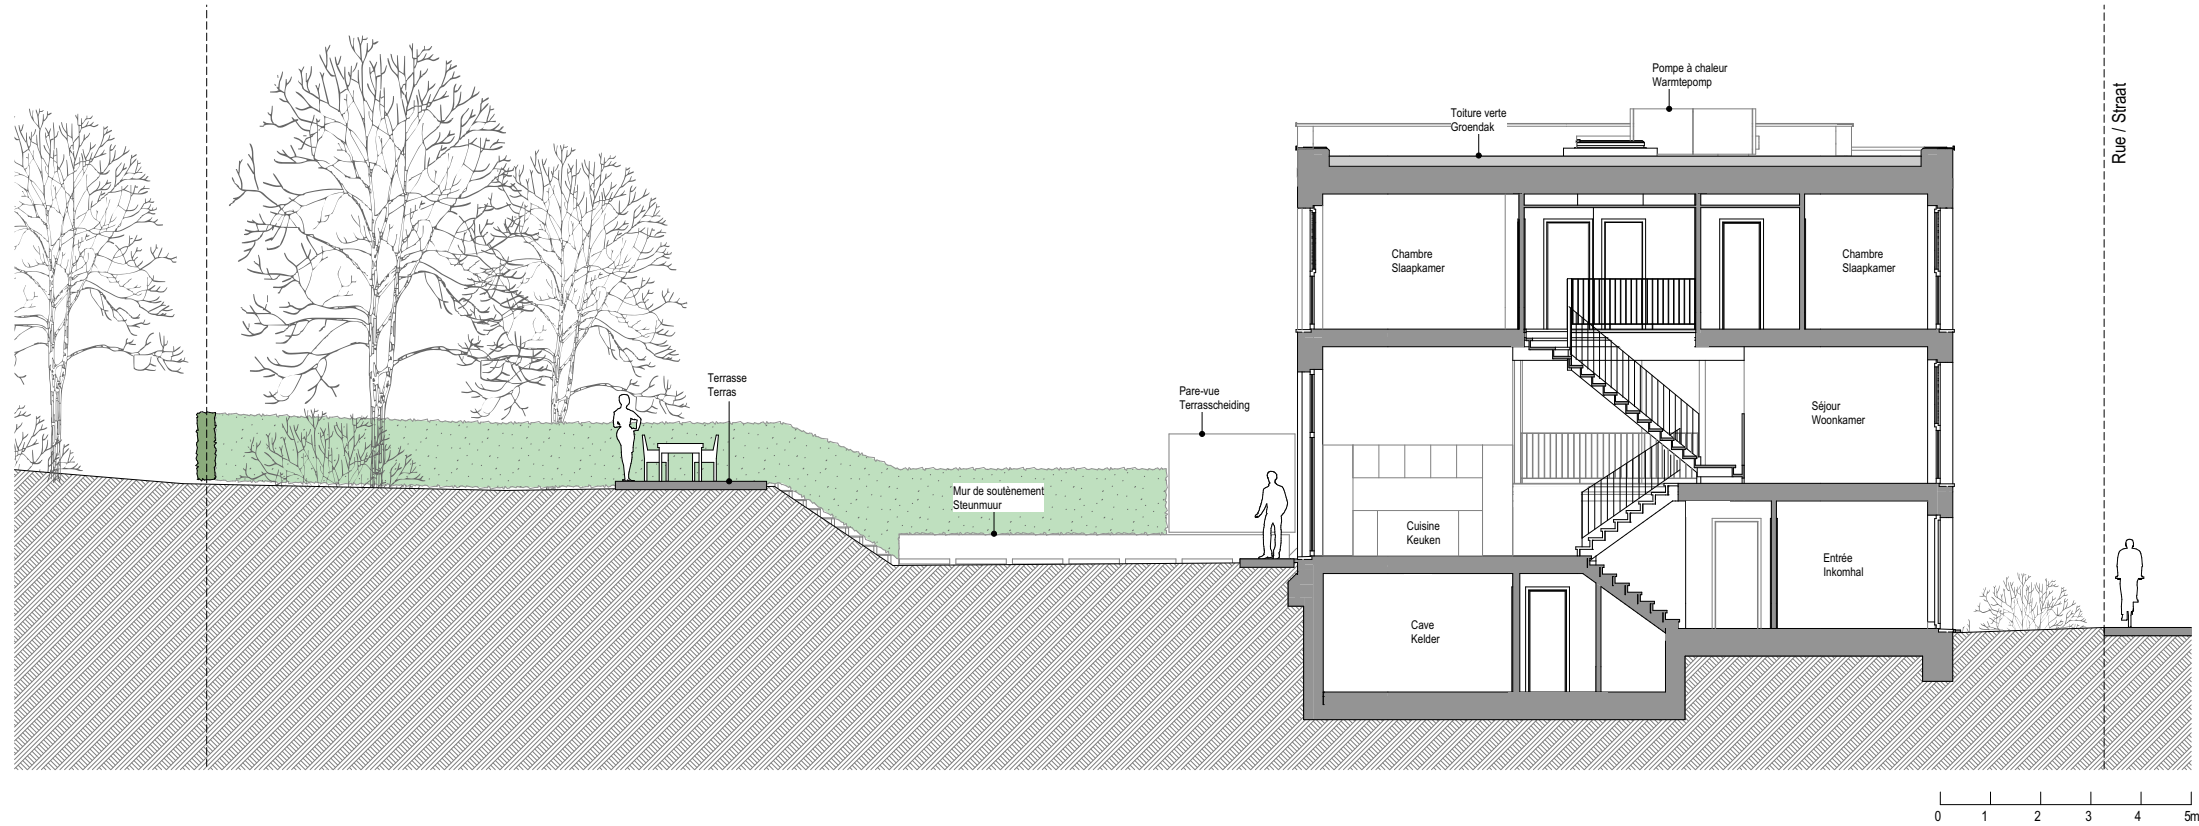 Pompe à chaleur
Warmtepomp
Toiture verte
Groendak
Rue / Straat
Chambre
Slaapkamer
Chambre
Slaapkamer
Terrasse
Terras
Pare-vue
Terrasscheiding
Séjour
Woonkamer
Mur de soutènement
Steunmuur
Cuisine
Keuken
Entrée
Inkomhal
Cave
Kelder
0 1 2 3 4 5m